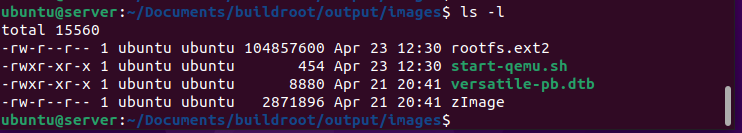 ubuntu@server:~/Documents/buildroot/output/images$ ls -l
total 15560
-rw-r--r-- 1 ubuntu ubuntu 104857600 Apr 23 12:30 rootfs.ext2
-rwxr-xr-x 1 ubuntu ubuntu       454 Apr 23 12:30 start-qemu.sh
-rwxr-xr-x 1 ubuntu ubuntu      8880 Apr 21 20:41 versatile-pb.dtb
-rw-r--r-- 1 ubuntu ubuntu   2871896 Apr 21 20:41 zImage
ubuntu@server:~/Documents/buildroot/output/images$